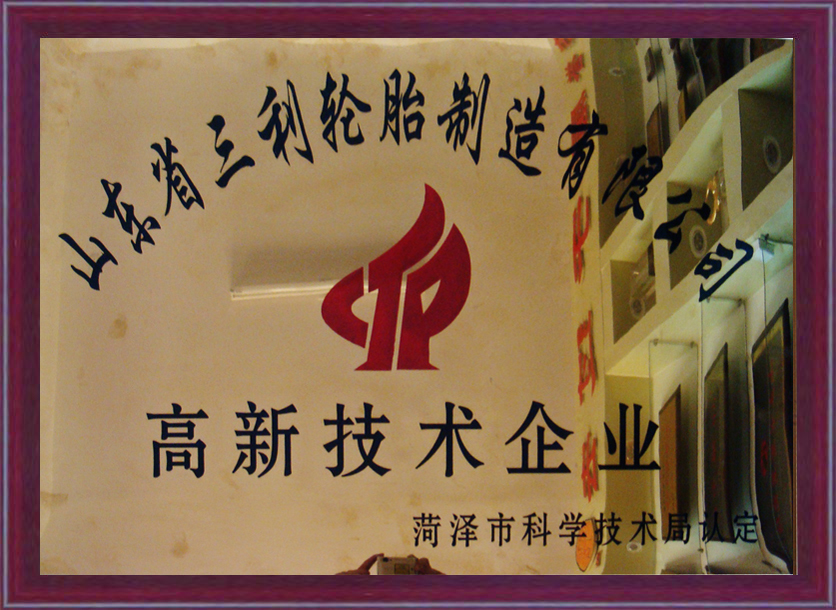 山东省三利轮胎制造有限公司
高新技术企业
菏泽市科学技术局认定